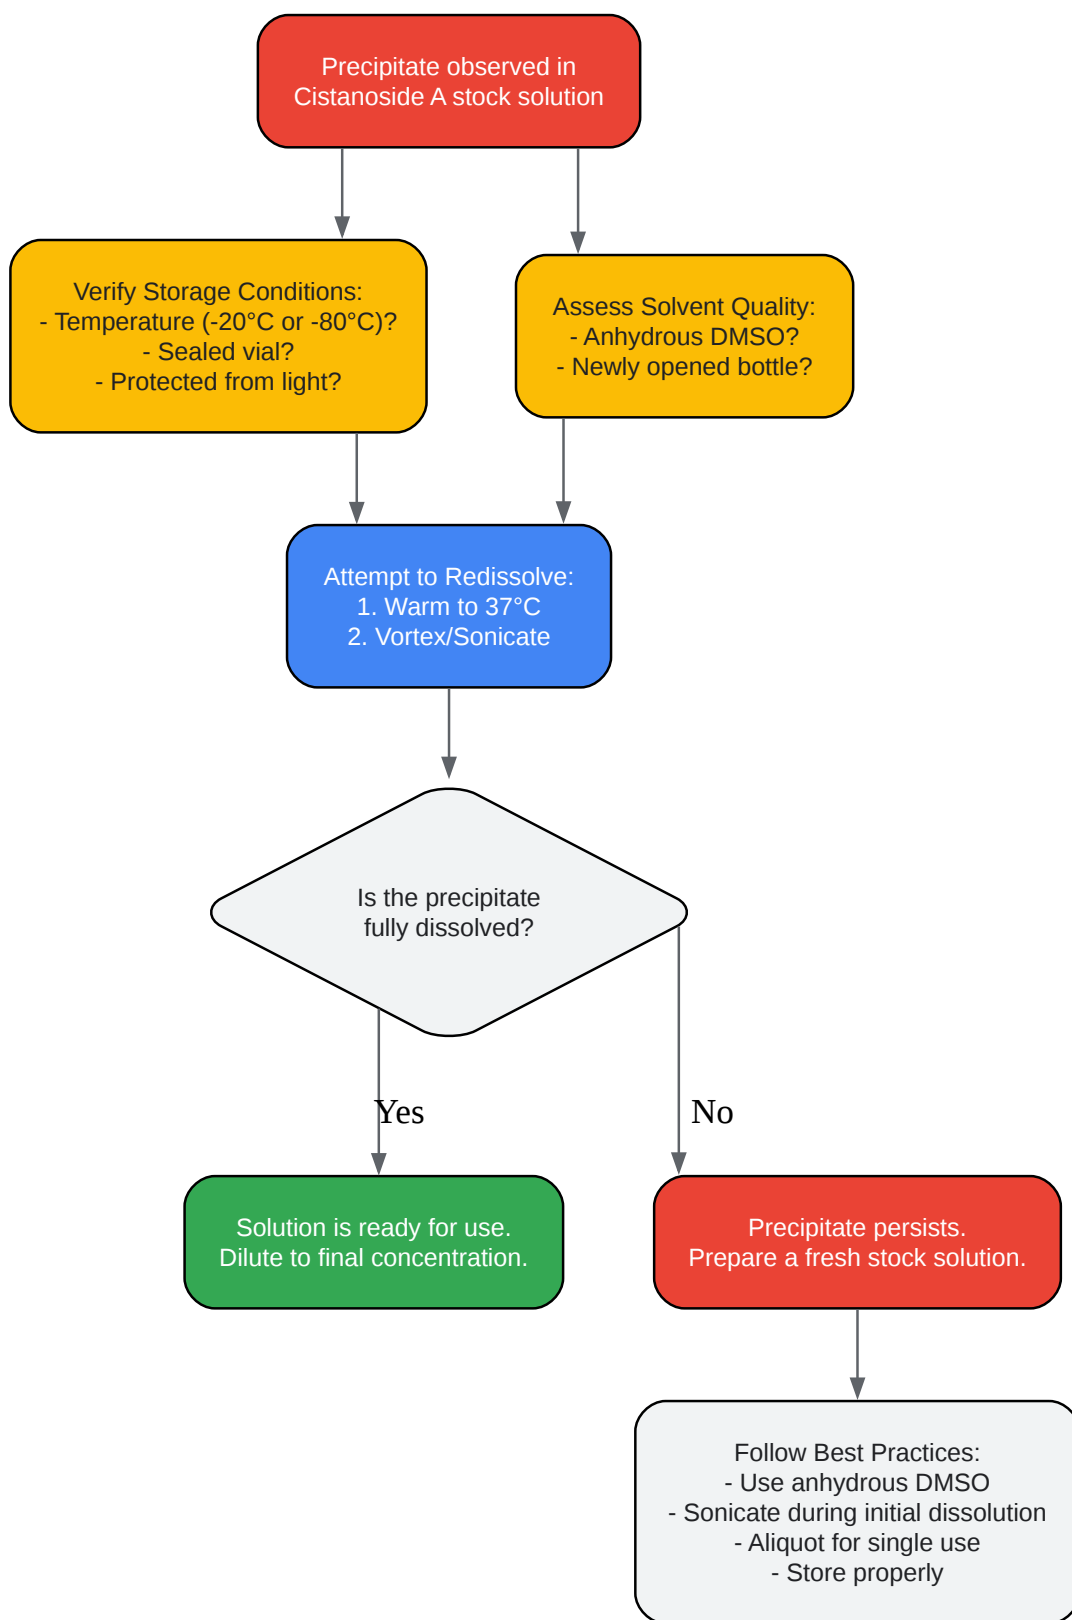 Precipitate observed in
Cistanoside A stock solution
Verify Storage Conditions:
- Temperature (-20°C or -80°C)?
- Sealed vial?
- Protected from light?
Assess Solvent Quality:
- Anhydrous DMSO?
- Newly opened bottle?
Attempt to Redissolve:
1. Warm to 37°C
2. Vortex/Sonicate
Is the precipitate
fully dissolved?
Yes
No
Solution is ready for use.
Dilute to final concentration.
Precipitate persists.
Prepare a fresh stock solution.
Follow Best Practices:
- Use anhydrous DMSO
- Sonicate during initial dissolution
- Aliquot for single use
- Store properly